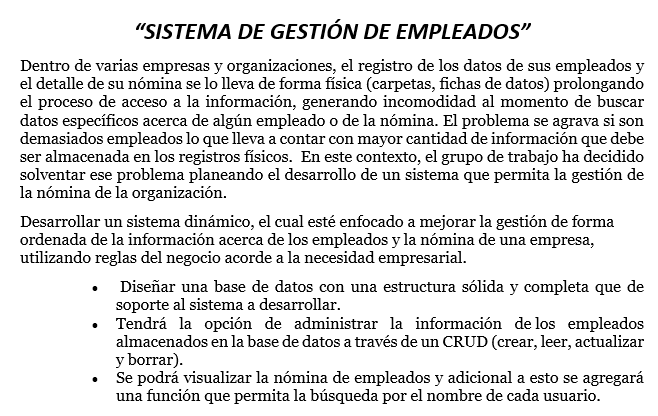 “SISTEMA DE GESTIÓN DE EMPLEADOS”
Dentro de varias empresas y organizaciones, el registro de los datos de sus empleados y
el detalle de su nómina se lo lleva de forma física (carpetas, fichas de datos) prolongando
el proceso de acceso a la información, generando incomodidad al momento de buscar
datos específicos acerca de algún empleado o de la nómina. El problema se agrava si son
demasiados empleados lo que lleva a contar con mayor cantidad de información que debe
ser almacenada en los registros físicos. En este contexto, el grupo de trabajo ha decidido
solventar ese problema planeando el desarrollo de un sistema que permita la gestión de
la nómina de la organización.
Desarrollar un sistema dinámico, el cual esté enfocado a mejorar la gestión de forma
ordenada de la información acerca de los empleados y la nómina de una empresa,
utilizando reglas del negocio acorde a la necesidad empresarial.
• Diseñar una base de datos con una estructura sólida y completa que de
soporte al sistema a desarrollar.
• Tendrá la opción de administrar la información de los empleados
almacenados en la base de datos a través de un CRUD (crear, leer, actualizar
y borrar).
• Se podrá visualizar la nómina de empleados y adicional a esto se agregará
una función que permita la búsqueda por el nombre de cada usuario.